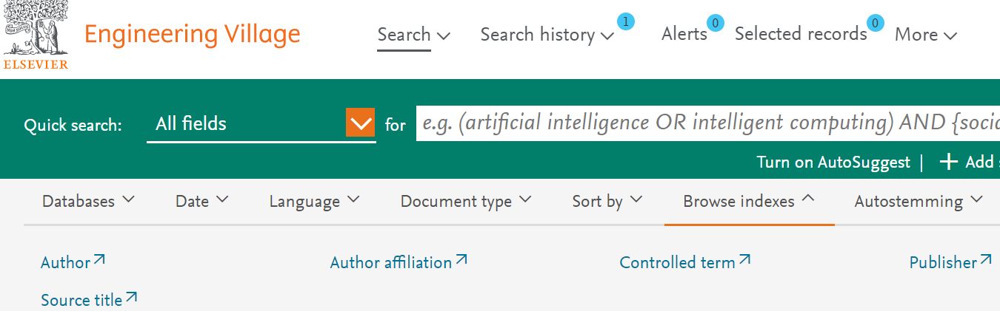 Engineering Village
ELSEVIER
Search
Search history 1
Alerts 0
Selected records 0
More
Quick search: All fields for e.g. (artificial intelligence OR intelligent computing) AND {socia
Turn on AutoSuggest | + Add
Databases Date Language Document type Sort by Browse indexes Autostemming
Author Author affiliation Controlled term Publisher
Source title